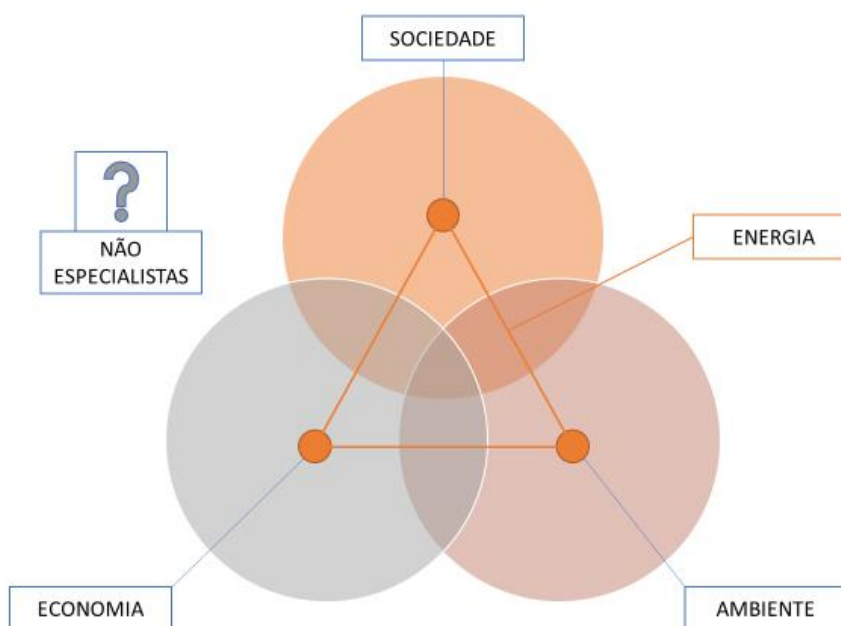 SOCIEDADE
?
NÃO
ESPECIALISTAS
ENERGIA
ECONOMIA
AMBIENTE